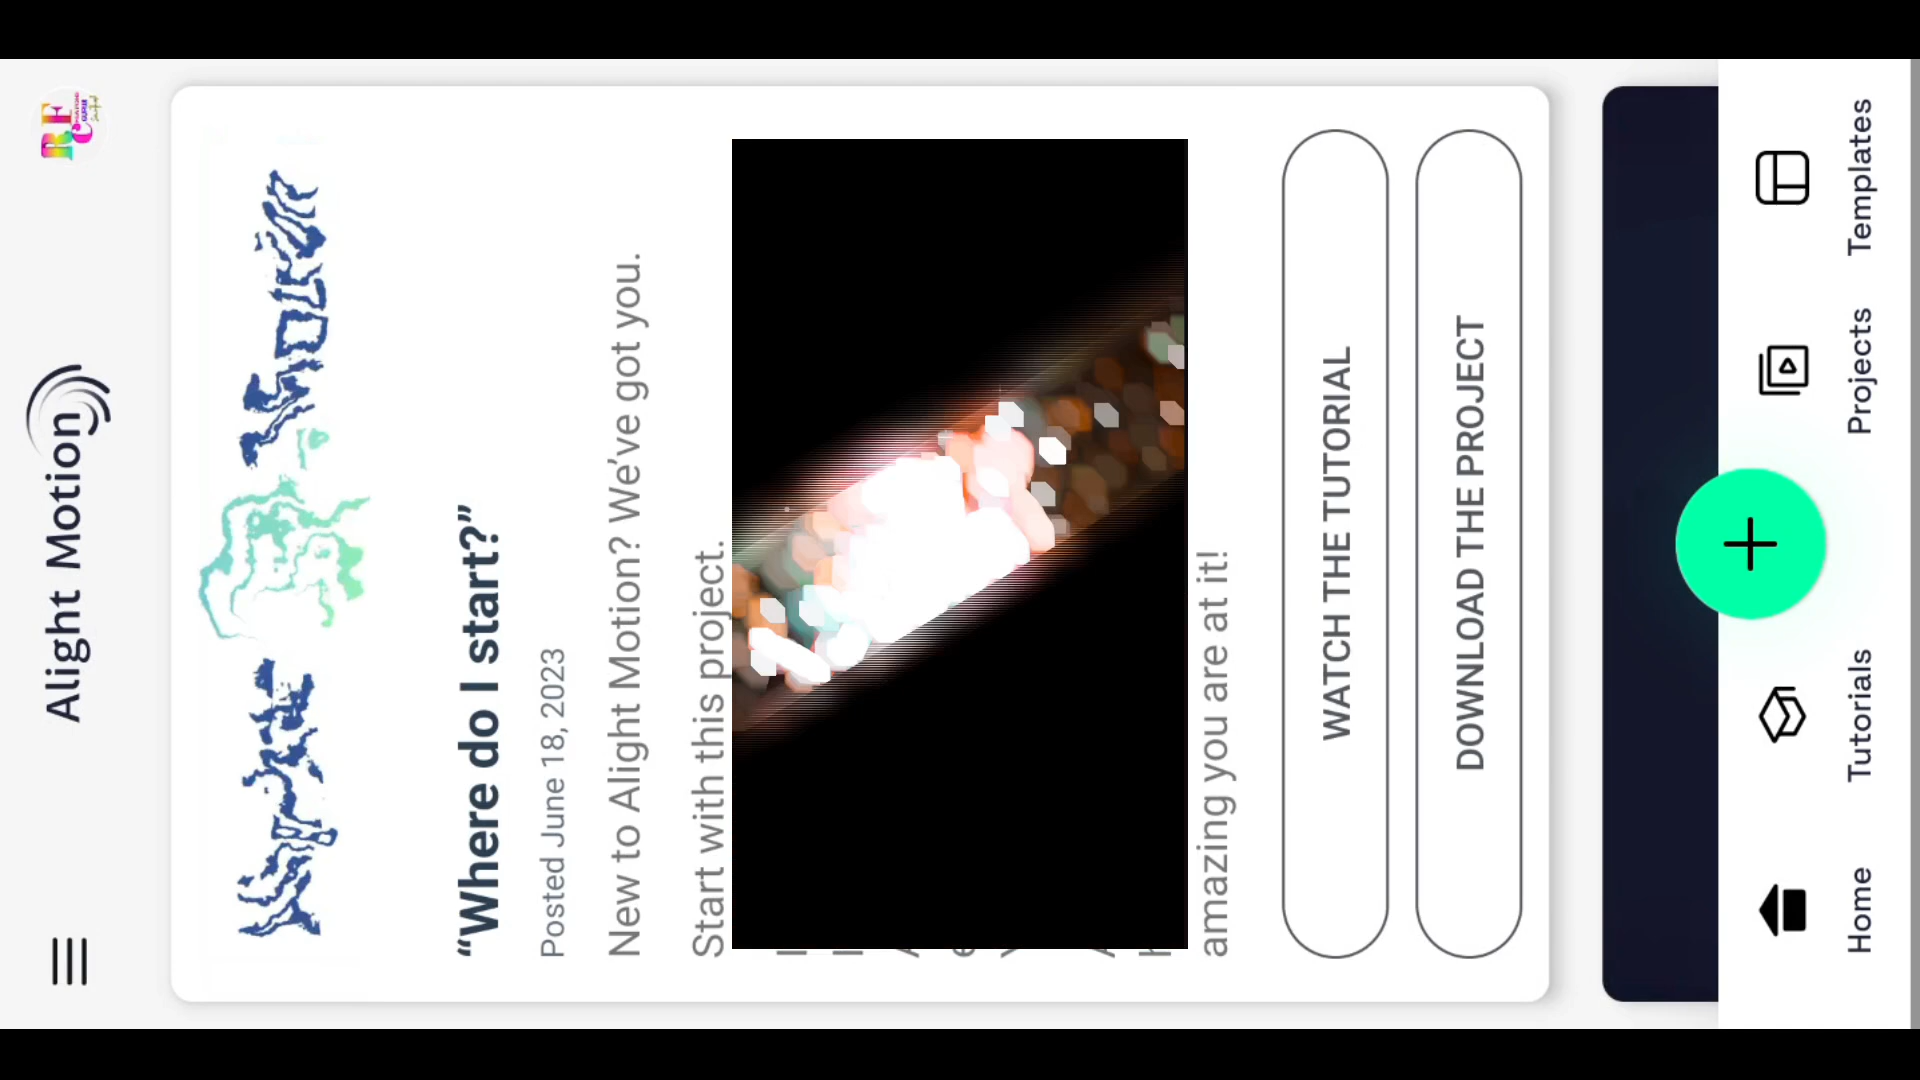 Alight Motion
“Where do I start?”
Posted June 18, 2023
New to Alight Motion? We’ve got you.
Start with this project.
amazing you are at it!
WATCH THE TUTORIAL
DOWNLOAD THE PROJECT
Home
Tutorials
Projects
Templates